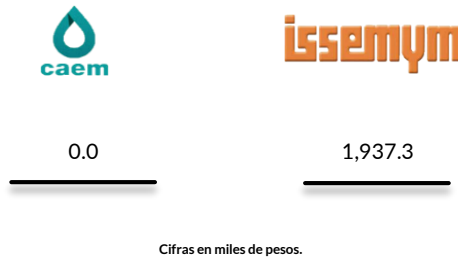 caem
issemym
0.0
1,937.3
Cifras en miles de pesos.